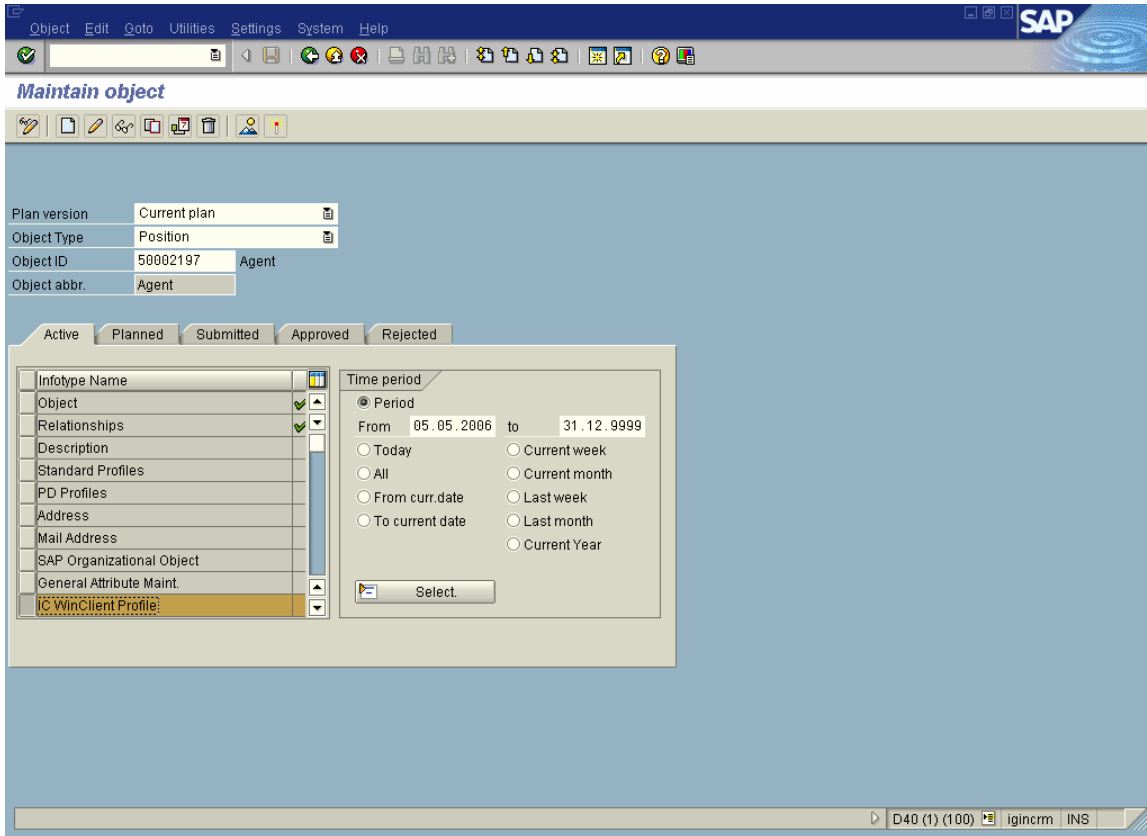 Object Edit Goto Utilities Settings System Help
SAP
Maintain object
Plan version Current plan
Object Type Position
Object ID 50002197 Agent
Object abbr. Agent
Active Planned Submitted Approved Rejected
Infotype Name
Object
Relationships
Description
Standard Profiles
PD Profiles
Address
Mail Address
SAP Organizational Object
General Attribute Maint.
IC WinClient Profile
Time period
Period
From 05.05.2006 to 31.12.9999
Today Current week
All Current month
From curr.date Last week
To current date Last month
Current Year
Select.
D40 (1) (100) igincrm INS